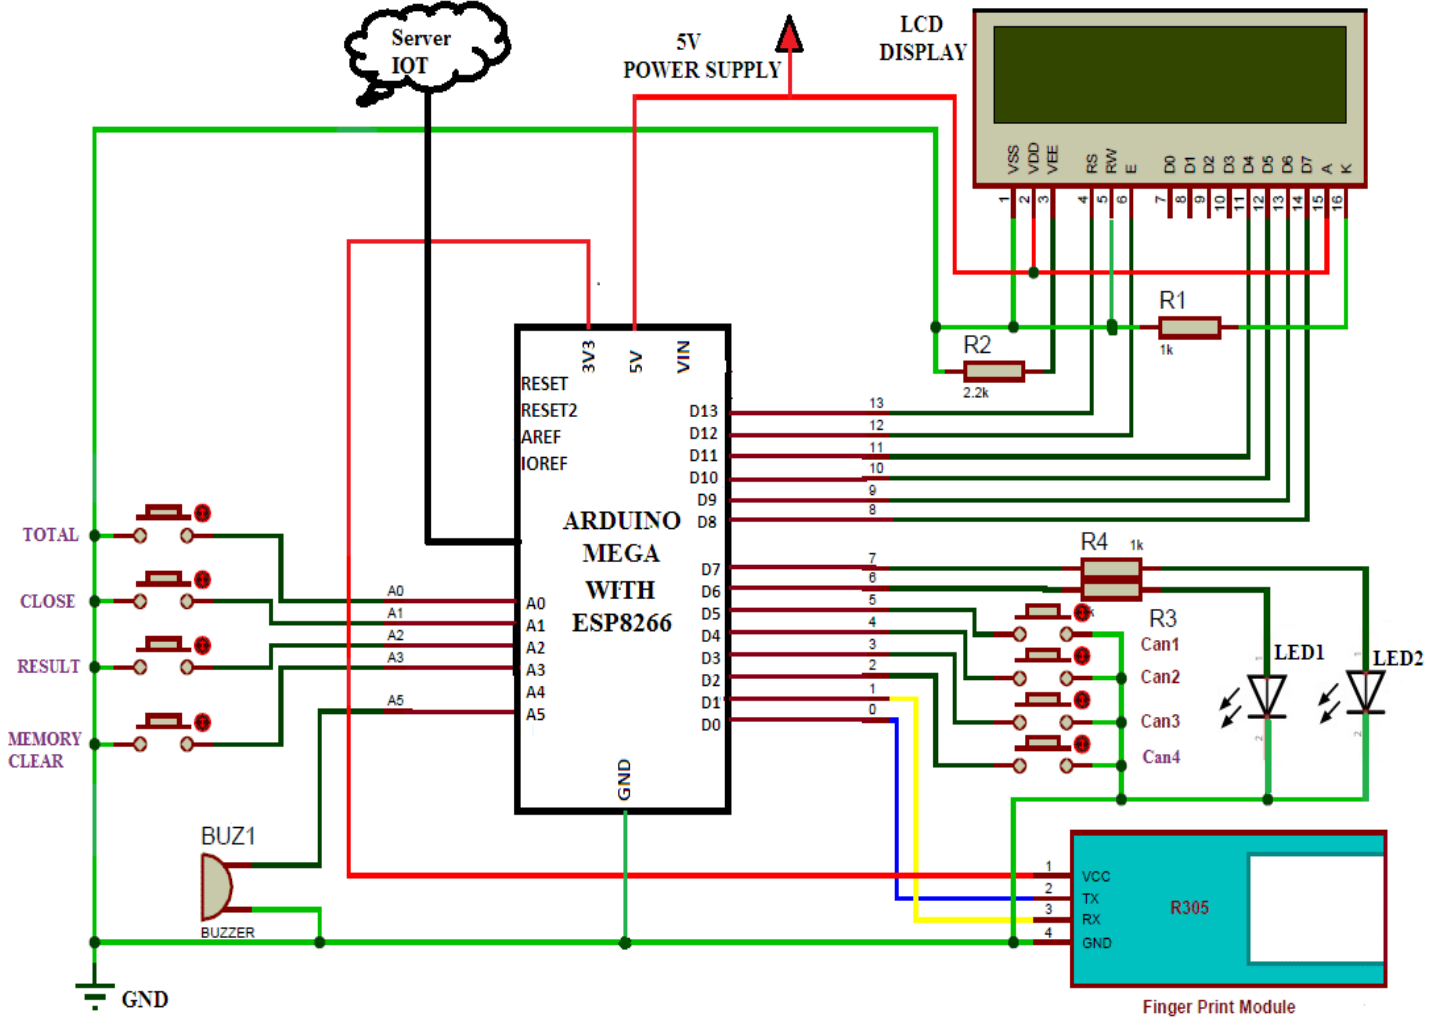 Server
IOT
5V
POWER SUPPLY
LCD
DISPLAY
VSS
VDD
VEE
RS
RW
E
D0
D1
D2
D3
D4
D5
D6
D7
A
K
1
2
3
4
5
6
7
8
9
10
11
12
13
14
15
16
R1
1k
R2
2.2k
3V3
5V
VIN
RESET
RESET2
AREF
IOREF
ARDUINO
MEGA
WITH
ESP8266
D13
D12
D11
D10
D9
D8
D7
D6
D5
D4
D3
D2
D1
D0
13
12
11
10
9
8
7
6
5
4
3
2
1
0
A0
A1
A2
A3
A4
A5
A0
A1
A2
A3
A5
GND
TOTAL
CLOSE
RESULT
MEMORY
CLEAR
BUZ1
BUZZER
GND
R4
1k
R3
k
Can1
Can2
Can3
Can4
LED1
LED2
1
2
1
2
1
2
3
4
VCC
TX
RX
GND
R305
Finger Print Module